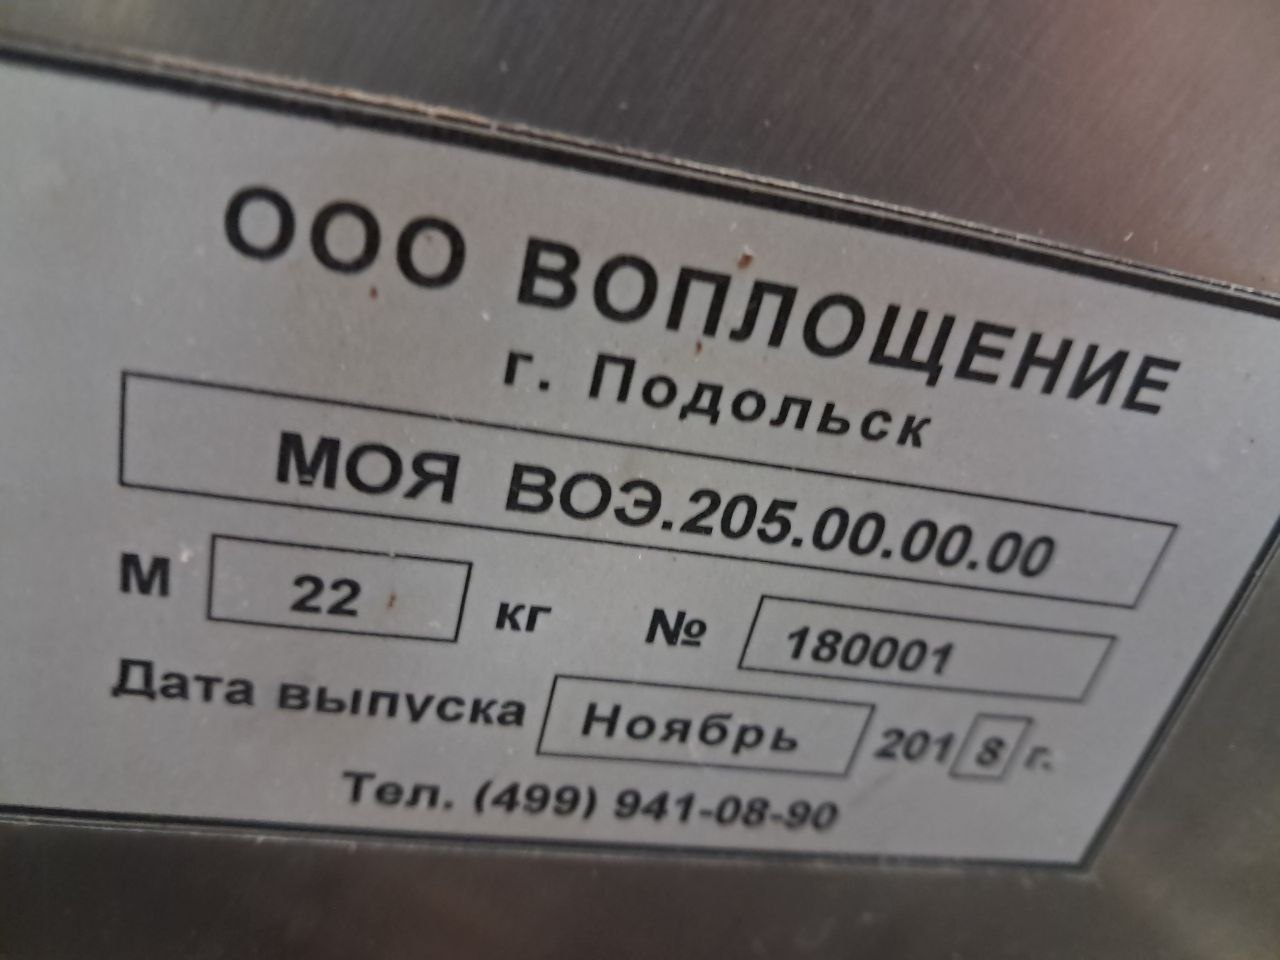 ООО ВОПЛОЩЕНИЕ
г. Подольск
МОЯ ВОЭ.205.00.00.00
М 22 кг № 180001
Дата выпуска Ноябрь 2018 г.
Тел. (499) 941-08-90